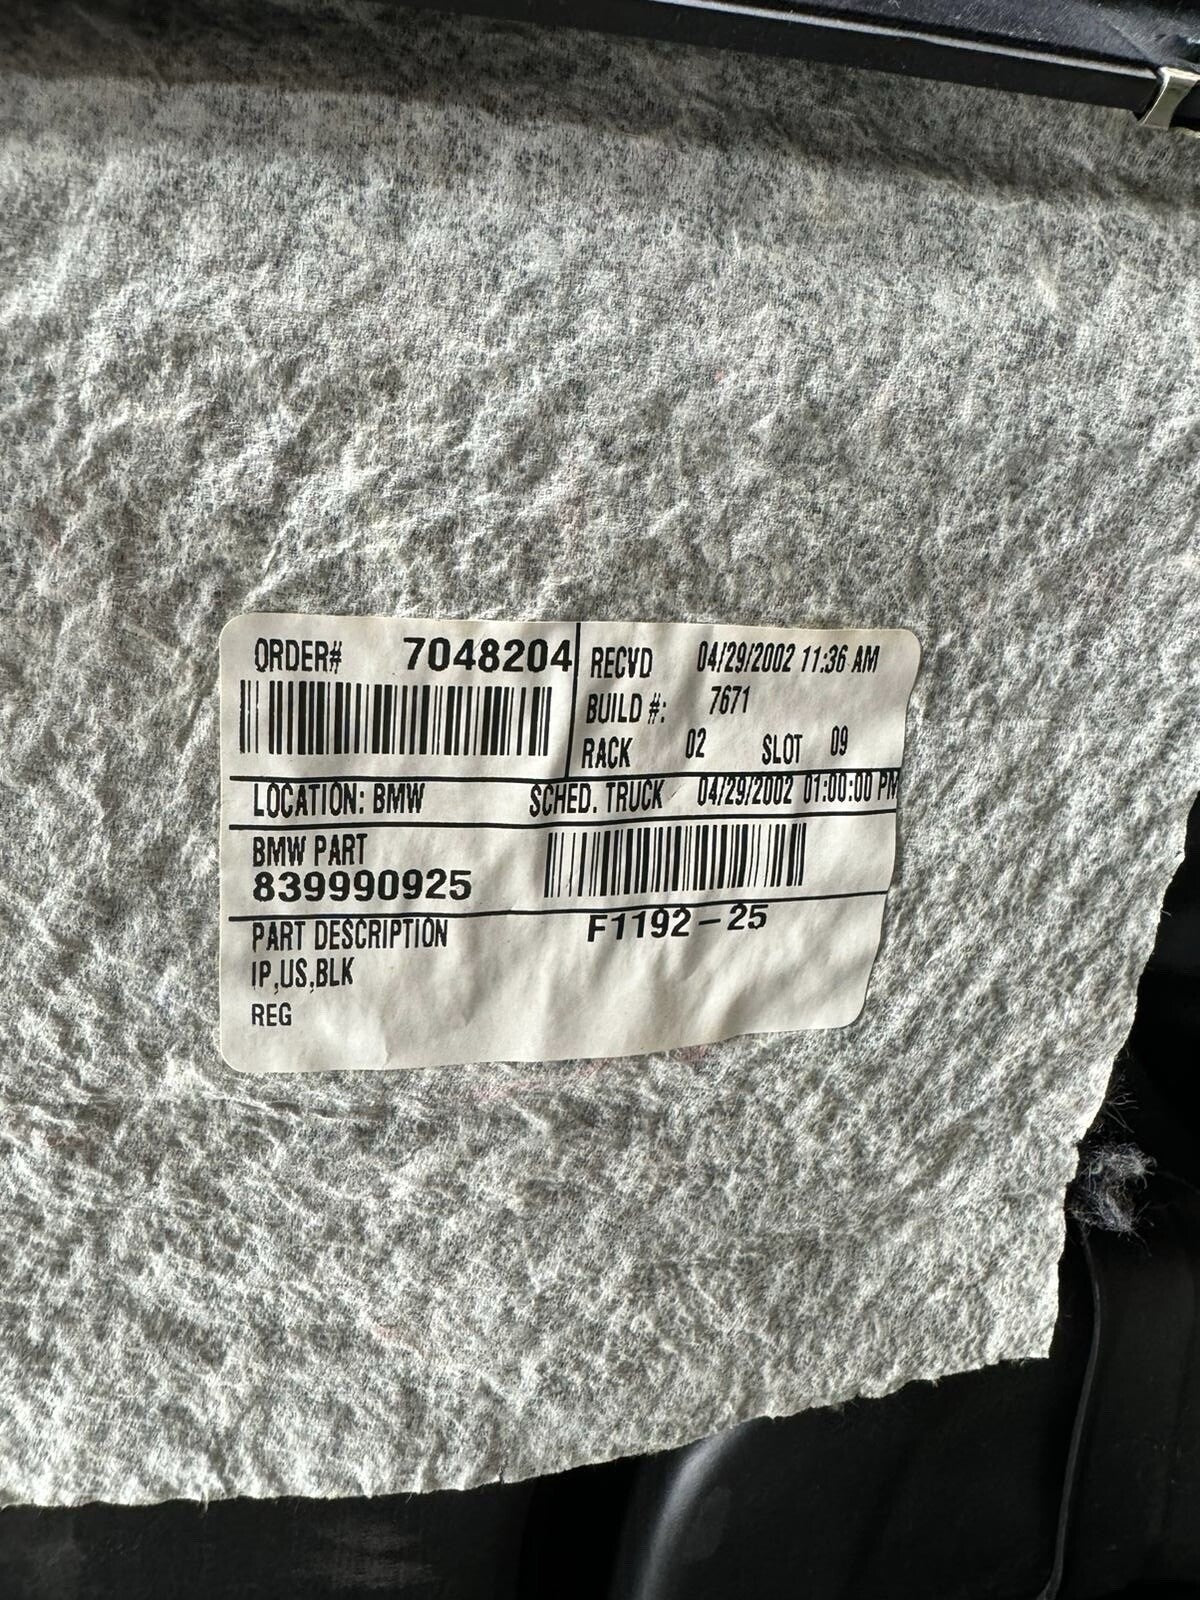 ORDER# 7048204
RECVD 04/29/2002 11:36 AM
BUILD #: 7671
RACK 02 SLOT 09
LOCATION: BMW SCHED. TRUCK 04/29/2002 01:00:00 PM
BMW PART
839990925
PART DESCRIPTION F1192-25
IP,US,BLK
REG